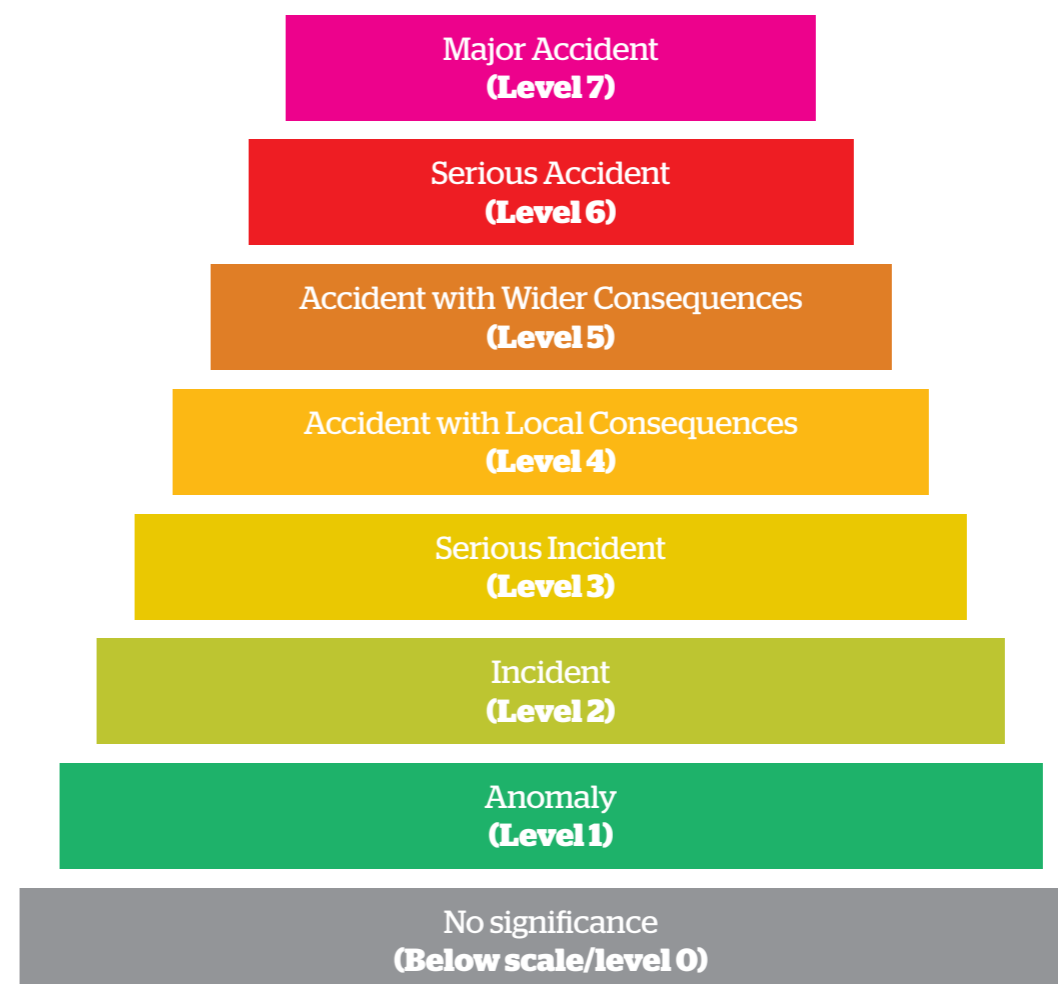 Major Accident
(Level 7)
Serious Accident
(Level 6)
Accident with Wider Consequences
(Level 5)
Accident with Local Consequences
(Level 4)
Serious Incident
(Level 3)
Incident
(Level 2)
Anomaly
(Level 1)
No significance
(Below scale/level 0)